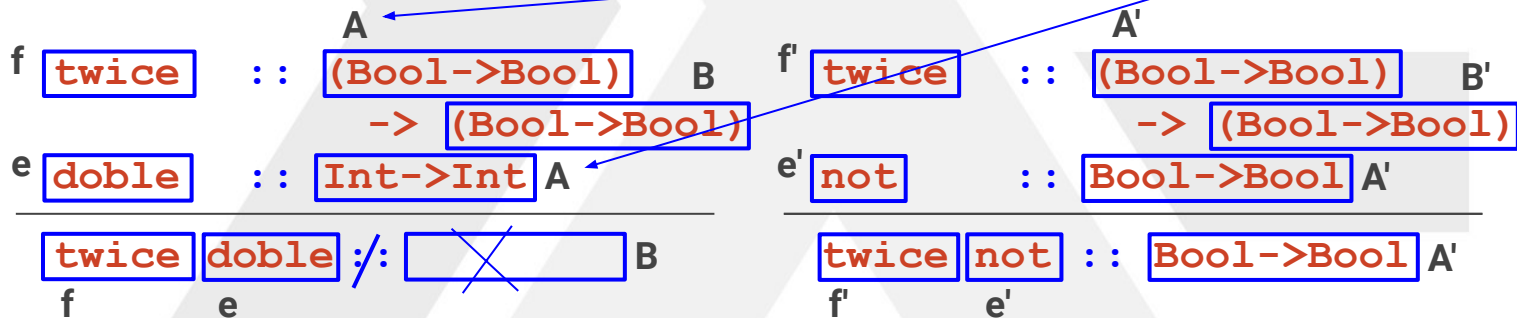 A
f twice :: (Bool->Bool) B
-> (Bool->Bool)
e doble :: Int->Int A
twice doble :: B
f e
A'
f' twice :: (Bool->Bool) B'
-> (Bool->Bool)
e' not :: Bool->Bool A'
twice not :: Bool->Bool A'
f' e'